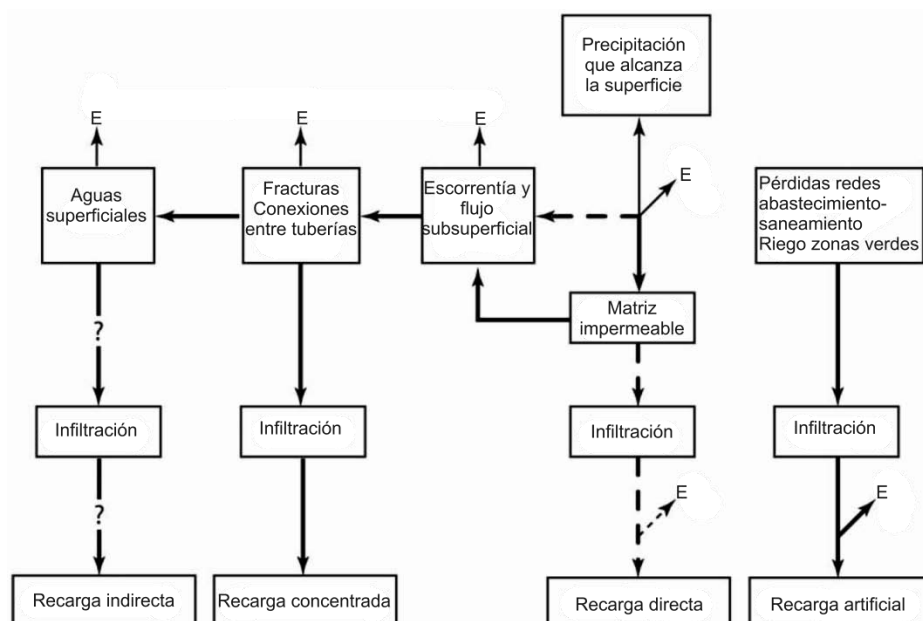 Precipitación
que alcanza
la superficie
E
E
E
E
Aguas
superficiales
Fracturas
Conexiones
entre tuberías
Escorrentía y
flujo
subsuperficial
Pérdidas redes
abastecimiento-
saneamiento
Riego zonas verdes
Matriz
impermeable
?
Infiltración
Infiltración
Infiltración
Infiltración
?
E
E
Recarga indirecta
Recarga concentrada
Recarga directa
Recarga artificial